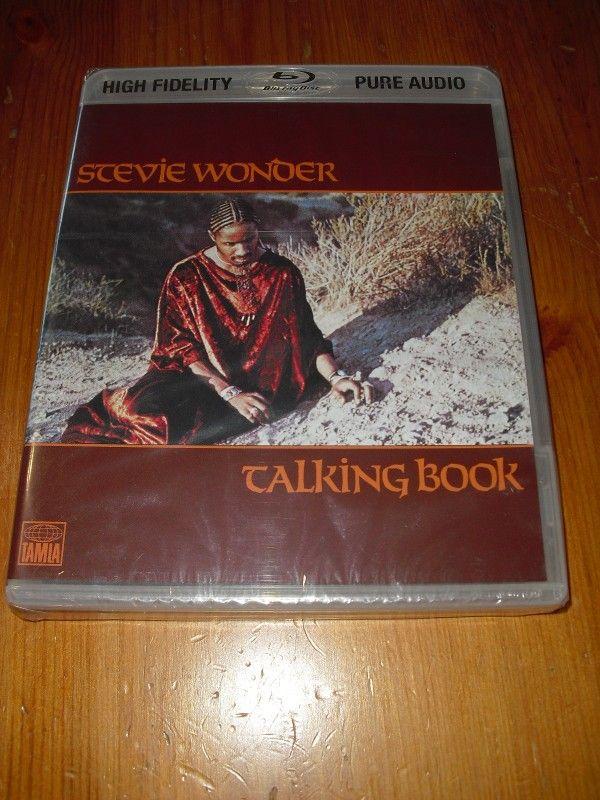 HIGH FIDELITY Blu-ray Disc PURE AUDIO
STEVIE WONDER
TALKING BOOK
TAMLA